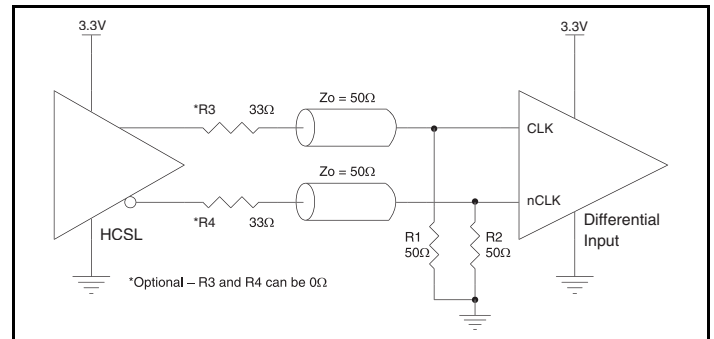 3.3V
3.3V
*R3 33Ω
Zo = 50Ω
CLK
Zo = 50Ω
*R4 33Ω
nCLK
HCSL
R1
50Ω
R2
50Ω
Differential
Input
*Optional – R3 and R4 can be 0Ω